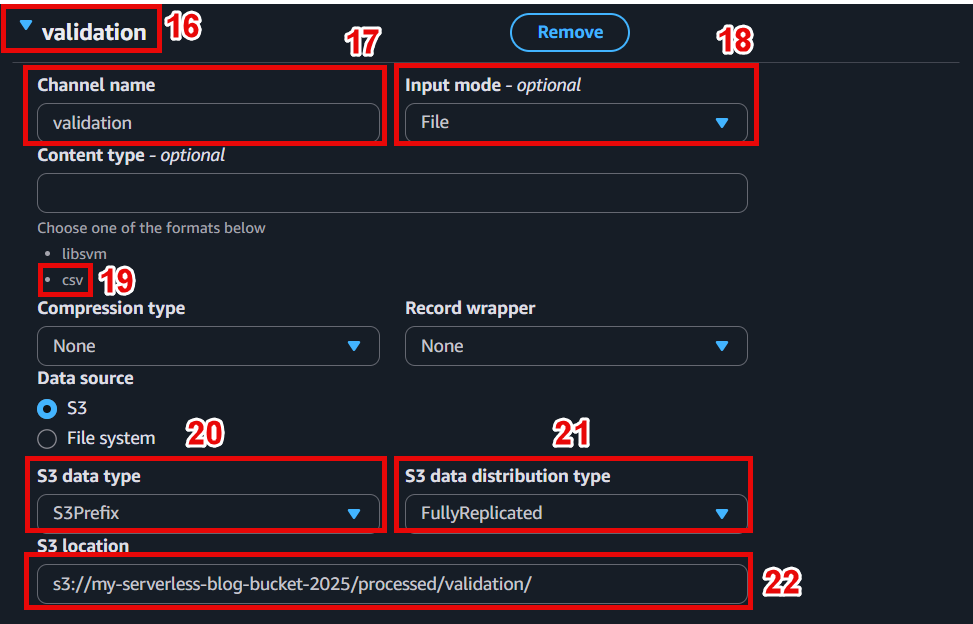 validation 16
Remove
17 18
Channel name Input mode - optional
validation File
Content type - optional
Choose one of the formats below
• libsvm
• csv 19
Compression type Record wrapper
None None
Data source
S3
File system
20 21
S3 data type S3 data distribution type
S3Prefix FullyReplicated
S3 location
s3://my-serverless-blog-bucket-2025/processed/validation/ 22